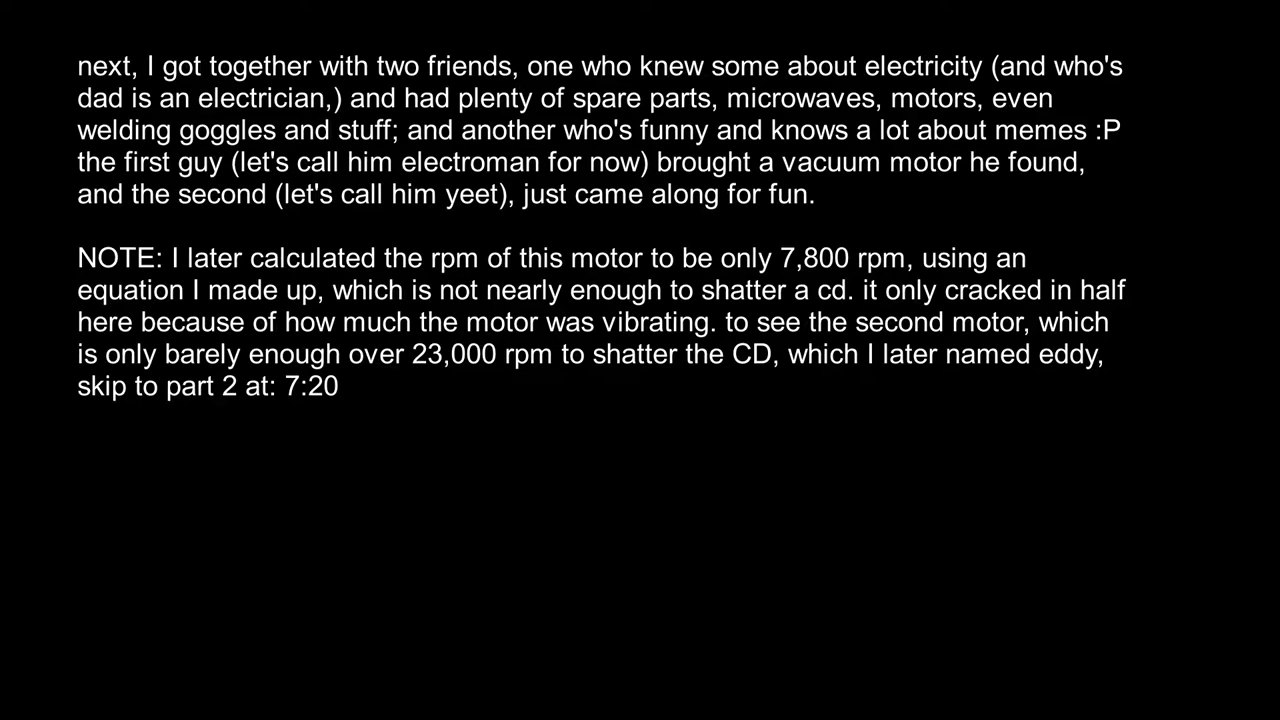 next, I got together with two friends, one who knew some about electricity (and who's
dad is an electrician,) and had plenty of spare parts, microwaves, motors, even
welding goggles and stuff; and another who's funny and knows a lot about memes :P
the first guy (let's call him electroman for now) brought a vacuum motor he found,
and the second (let's call him yeet), just came along for fun.
NOTE: I later calculated the rpm of this motor to be only 7,800 rpm, using an
equation I made up, which is not nearly enough to shatter a cd. it only cracked in half
here because of how much the motor was vibrating. to see the second motor, which
is only barely enough over 23,000 rpm to shatter the CD, which I later named eddy,
skip to part 2 at: 7:20